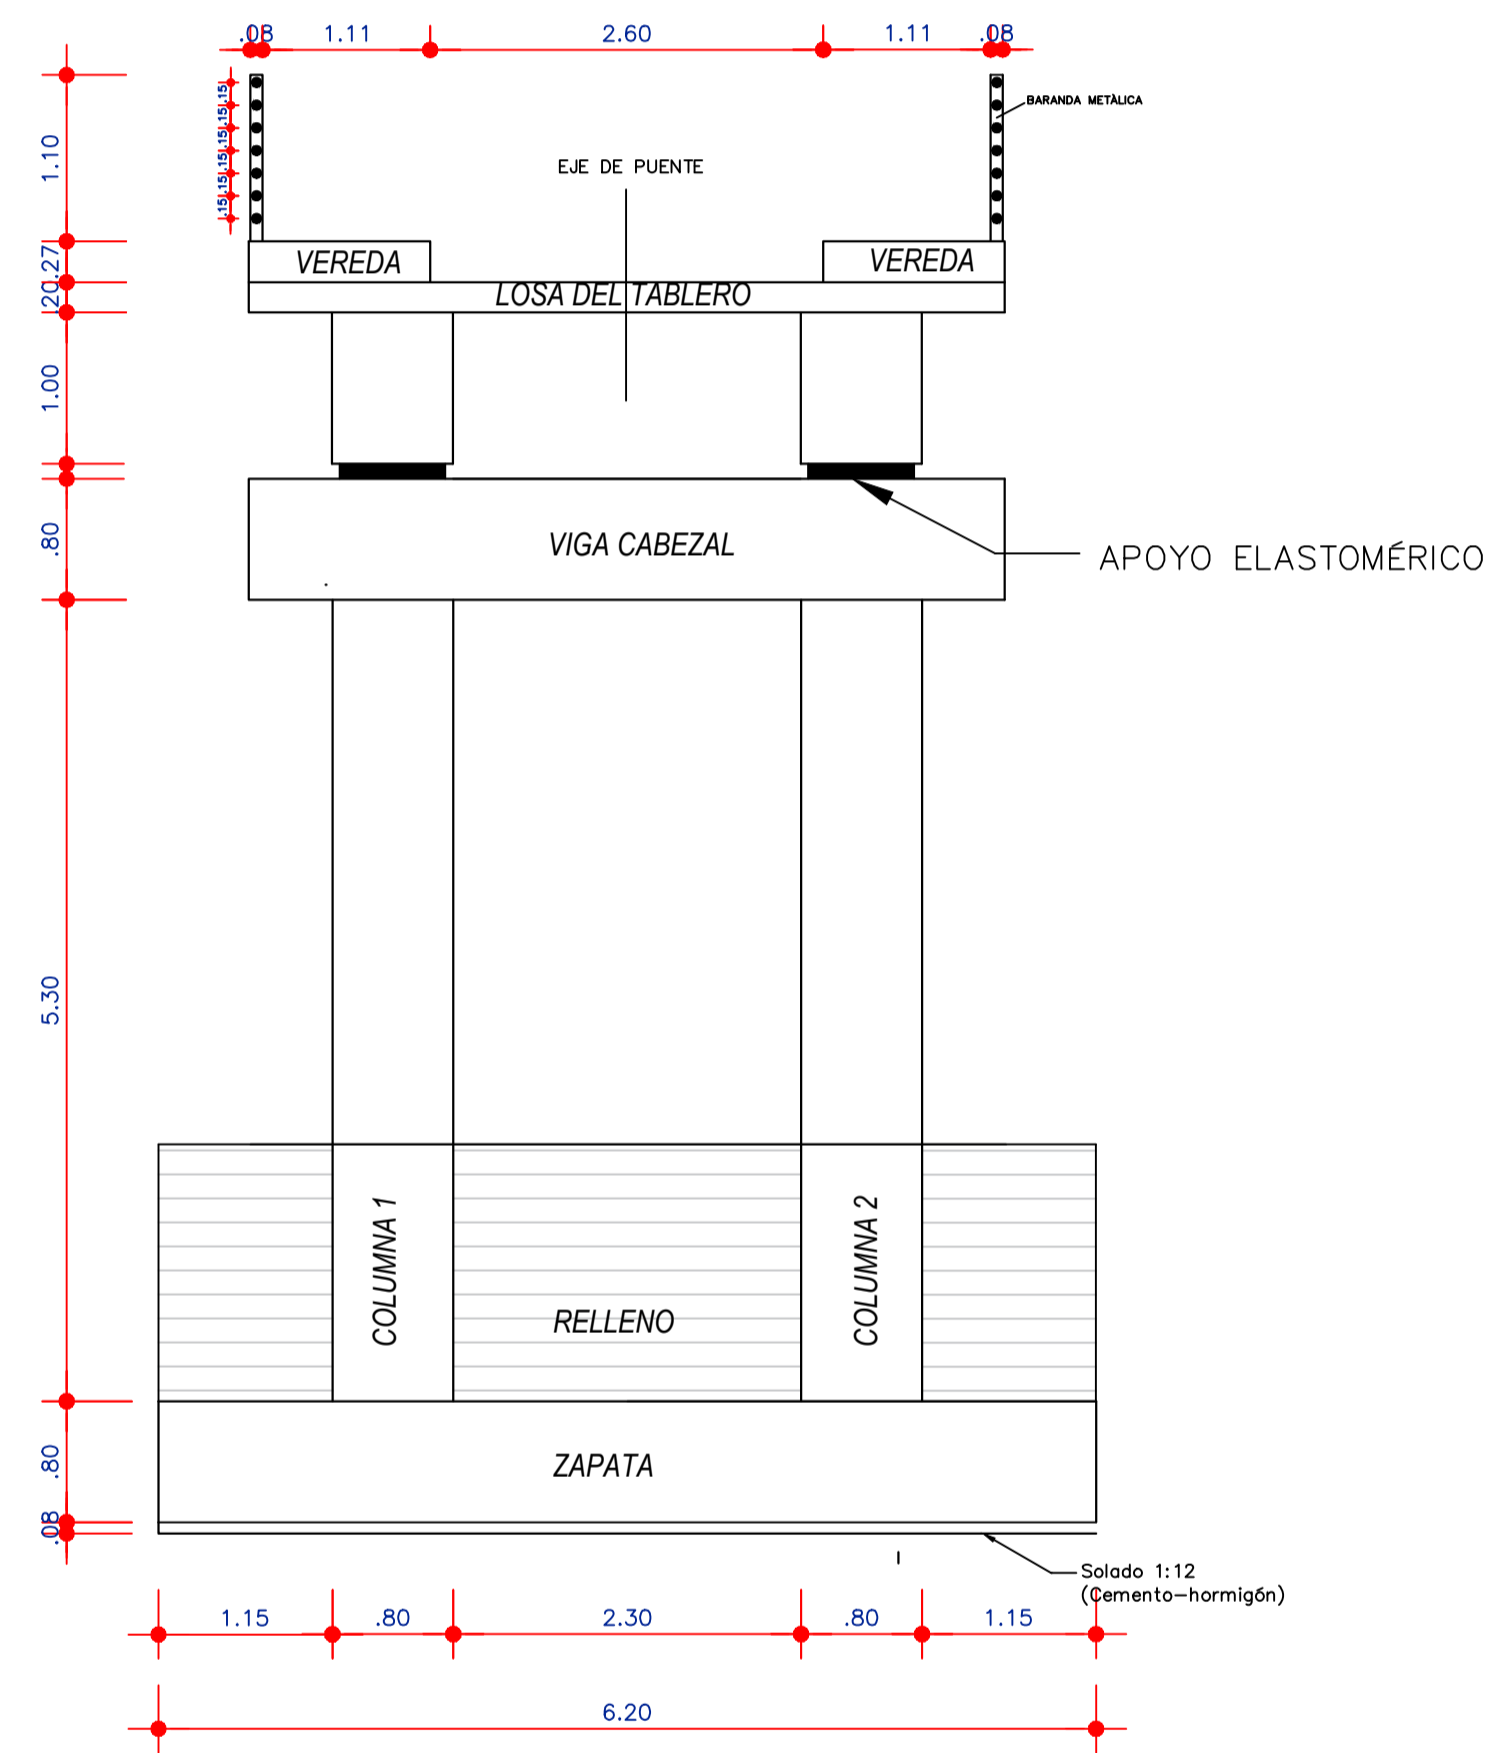 .08 1.11 2.60 1.11 .08
BARANDA METÀLICA
1.10
.15
.15
.15
.15
.15
.15
EJE DE PUENTE
VEREDA
VEREDA
.27
.20
LOSA DEL TABLERO
1.00
.80
VIGA CABEZAL
APOYO ELASTOMÉRICO
5.30
COLUMNA 1
COLUMNA 2
RELLENO
.80
ZAPATA
.08
Solado 1:12
(Cemento-hormigón)
1.15 .80 2.30 .80 1.15
6.20